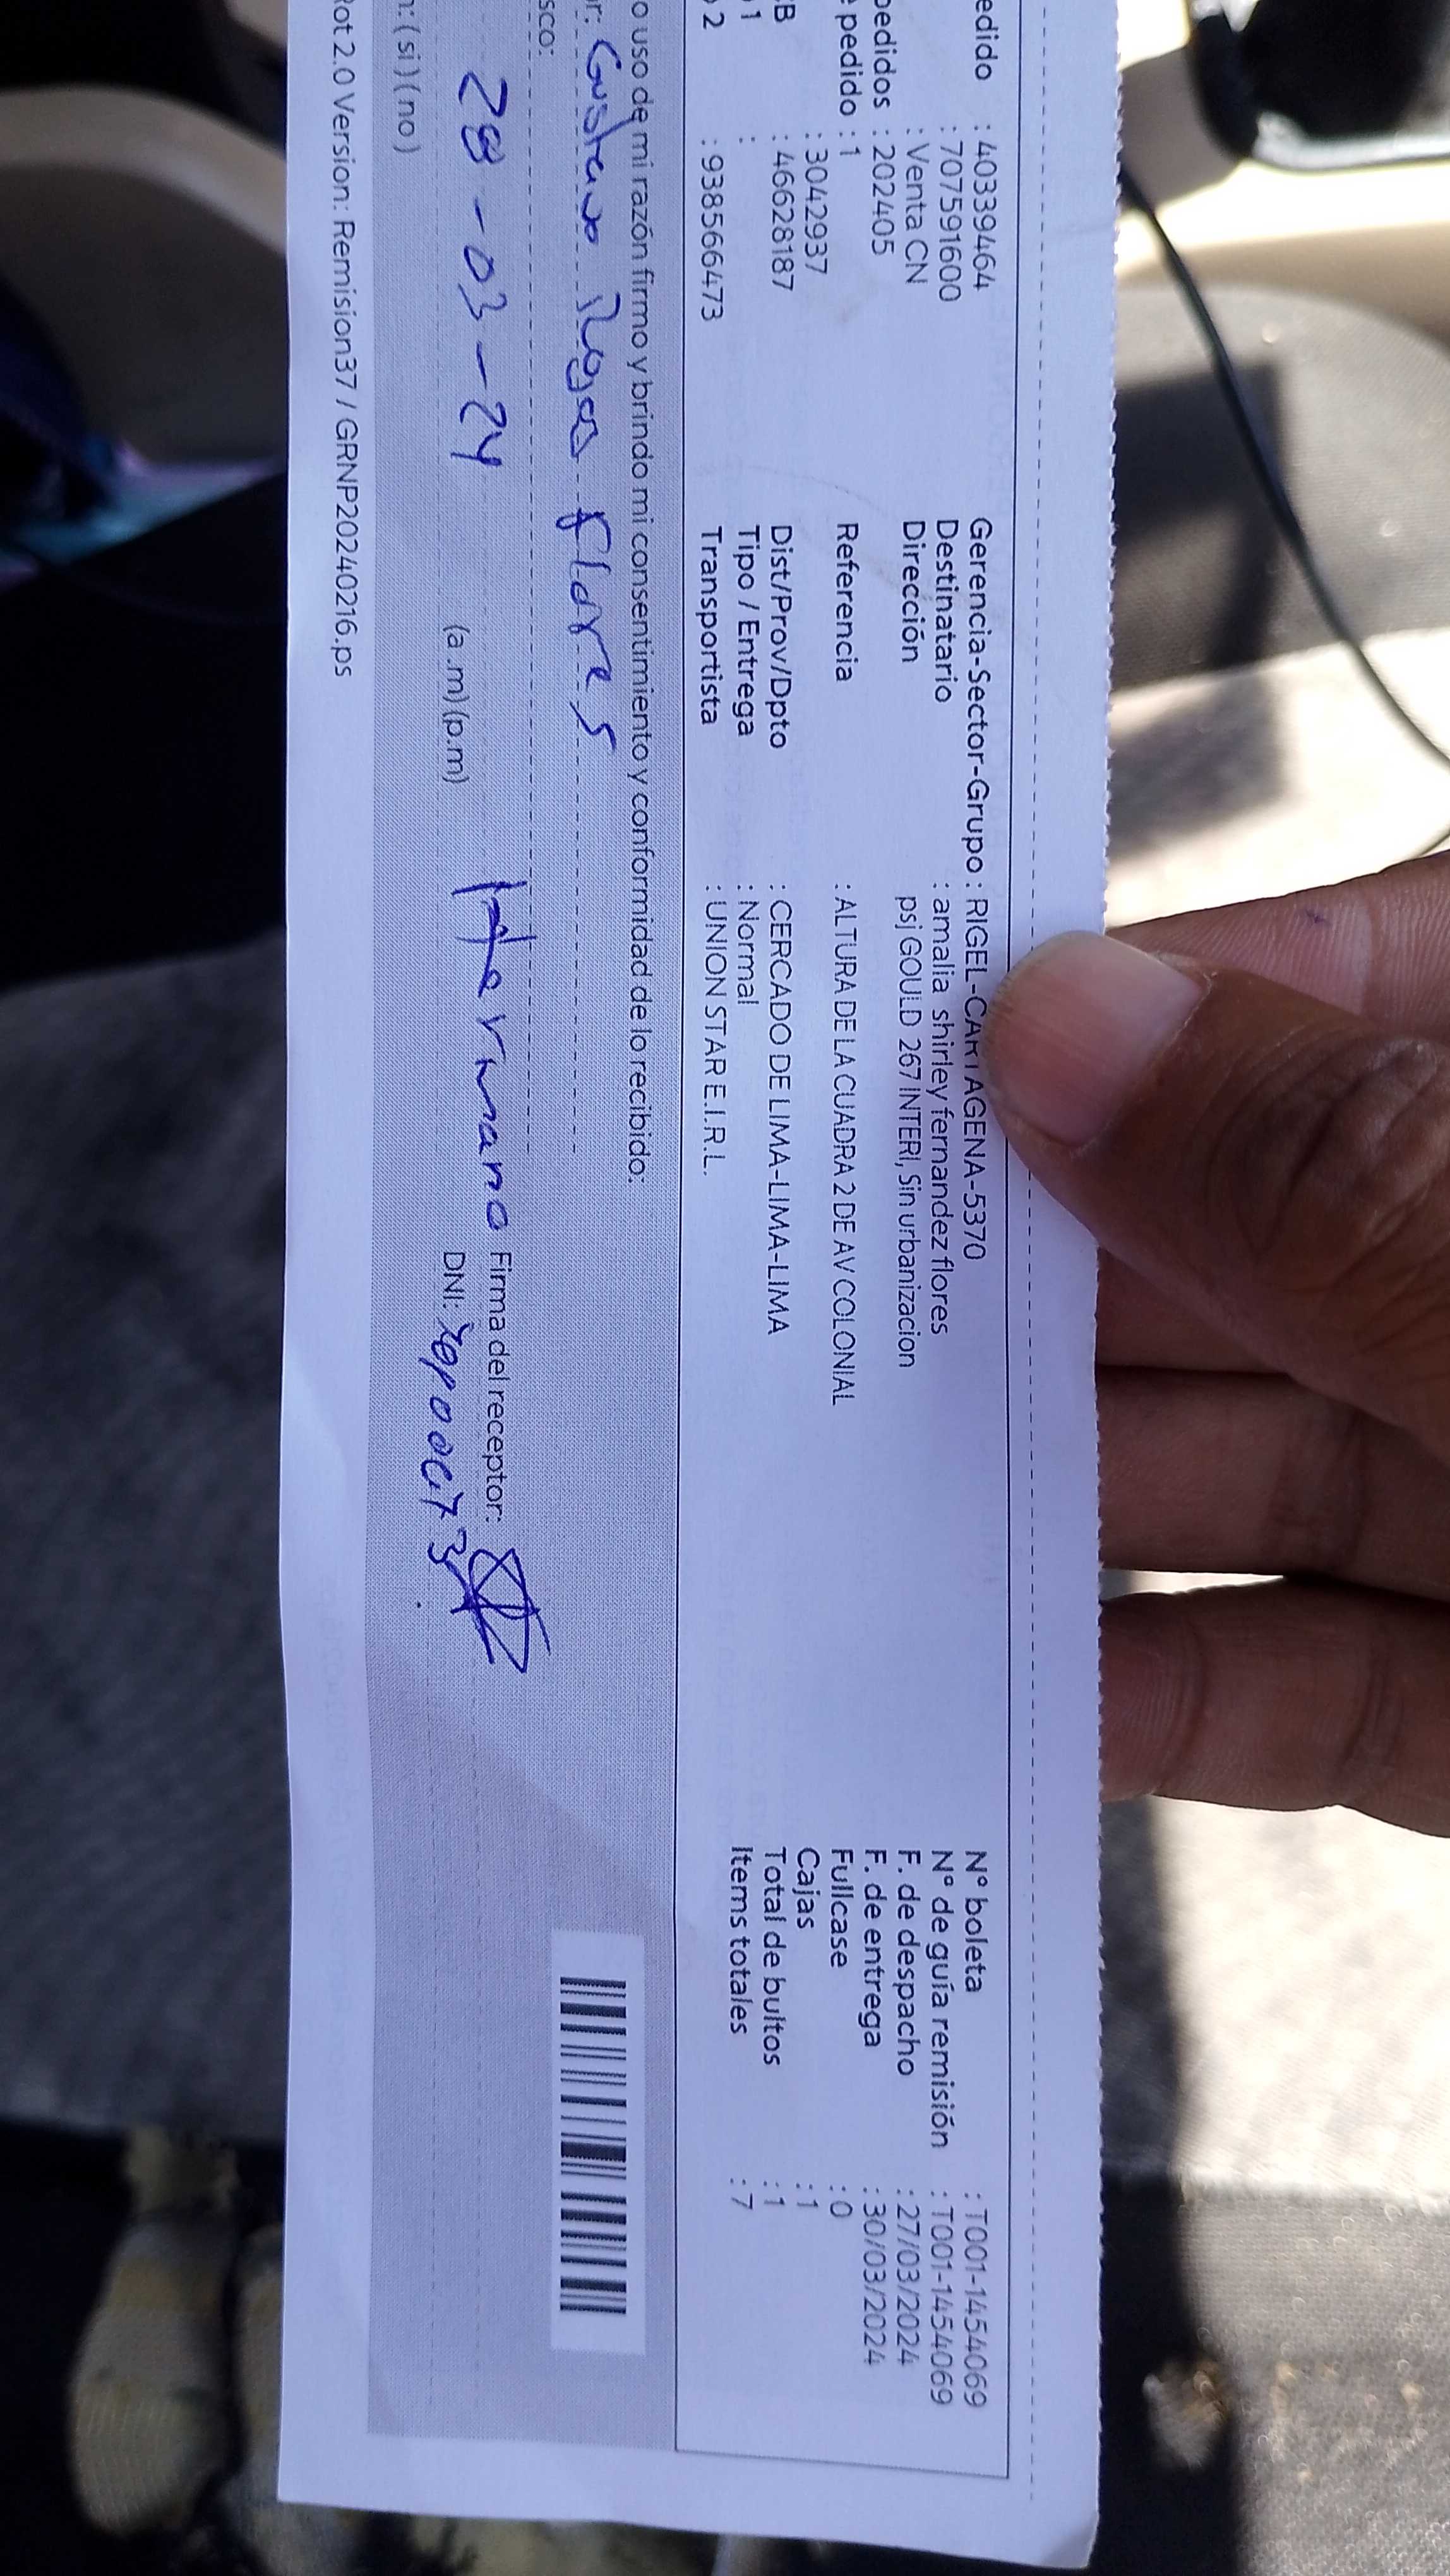 edido : 40339464 Gerencia-Sector-Grupo : RIGEL-CARTAGENA-5370 N° boleta : T001-1454069
: 707591600 Destinatario : amalia shirley fernandez flores N° de guía remisión : T001-1454069
: Venta CN Dirección psj GOULD 267 INTERI, Sin urbanizacion F. de despacho : 27/03/2024
pedidos : 202405 F. de entrega : 30/03/2024
e pedido : 1 Referencia : ALTURA DE LA CUADRA 2 DE AV COLONIAL Fullcase : 0
: 3042937 Cajas : 1
B : 46628187 Dist/Prov/Dpto : CERCADO DE LIMA-LIMA-LIMA Total de bultos : 1
1 : Tipo / Entrega : Normal Items totales : 7
2 : 938566473 Transportista : UNION STAR E.I.R.L.
o uso de mi razón firmo y brindo mi consentimiento y conformidad de lo recibido:
or: Gustavo flores
sco: Hermano
28-03-24 (a.m) (p.m) Firma del receptor:
DNI:
n: ( si ) ( no )
Rot 2.0 Version: Remision37 / GRNP20240216.ps